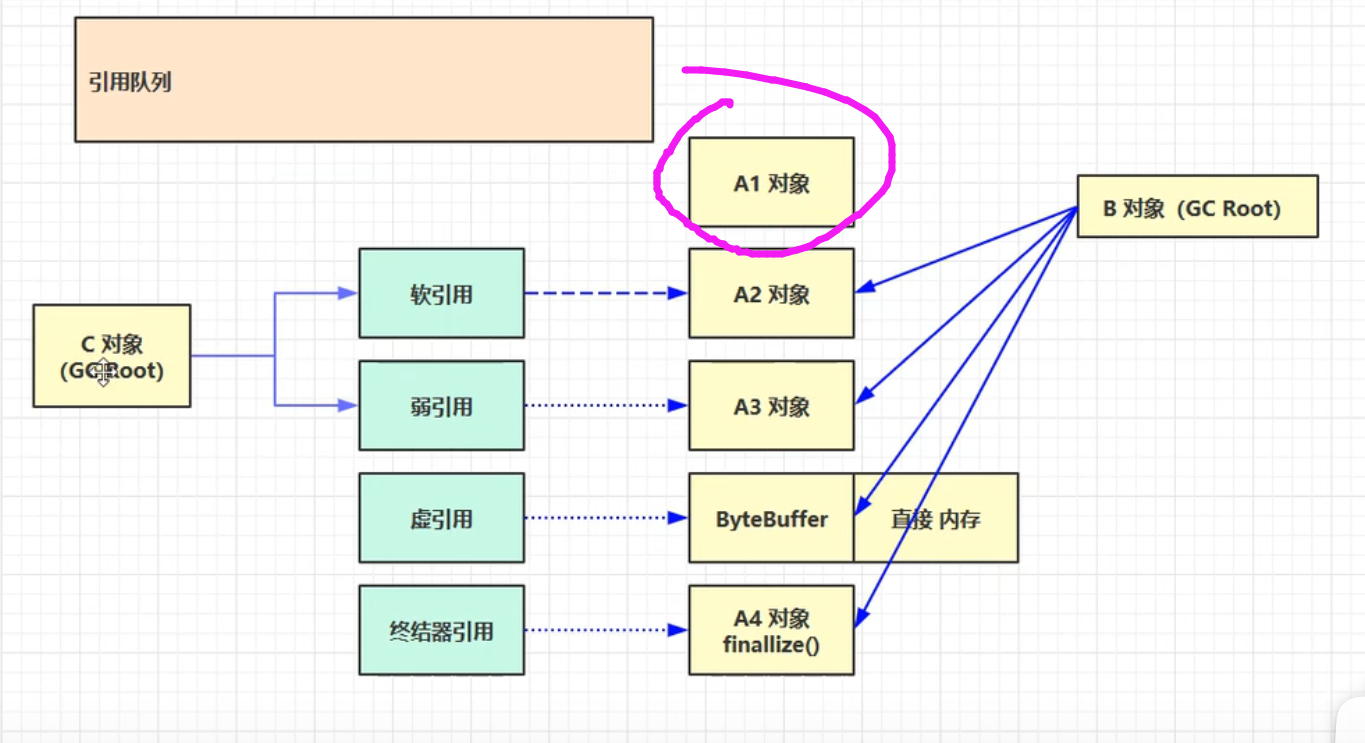 引用队列
A1 对象
B 对象（GC Root)
软引用
A2 对象
C 对象
(GC Root)
弱引用
A3 对象
虚引用
ByteBuffer
直接 内存
终结器引用
A4 对象
finallize()